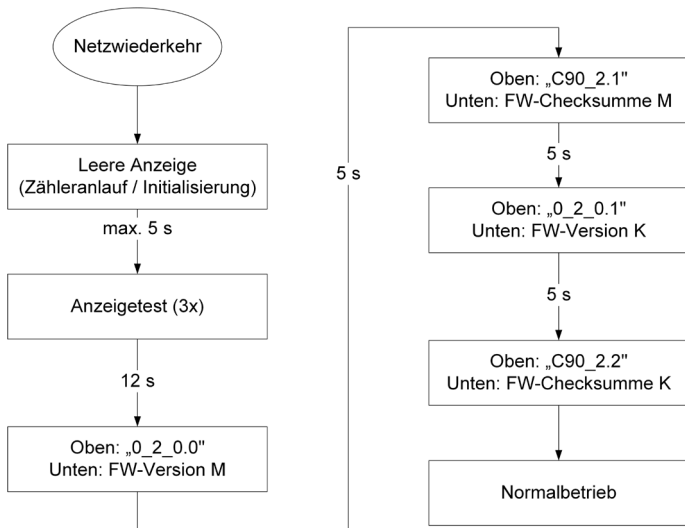 Netzwiederkehr
Leere Anzeige
(Zähleranlauf / Initialisierung)
max. 5 s
Anzeigetest (3x)
12 s
Oben: „0_2_0.0"
Unten: FW-Version M
5 s
Oben: „C90_2.1"
Unten: FW-Checksumme M
5 s
Oben: „0_2_0.1"
Unten: FW-Version K
5 s
Oben: „C90_2.2"
Unten: FW-Checksumme K
Normalbetrieb